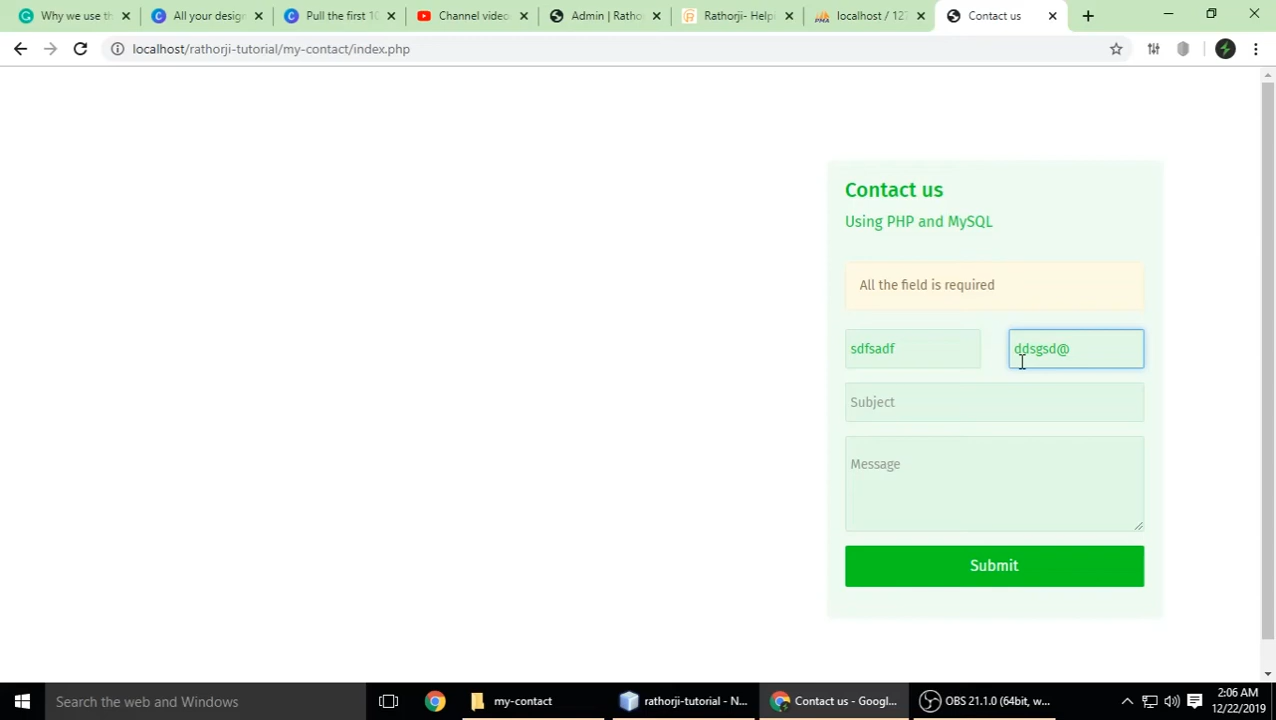 Why we use th
All your desig
Pull the first 10
Channel video
Admin | Ratho
Rathorji- Help
localhost / 127
Contact us
localhost/rathorji-tutorial/my-contact/index.php
Contact us
Using PHP and MySQL
All the field is required
sdfsadf
ddsgsd@
Subject
Message
Submit
Search the web and Windows
my-contact
rathorji-tutorial - N...
Contact us - Googl...
OBS 21.1.0 (64bit, w...
2:06 AM
12/22/2019